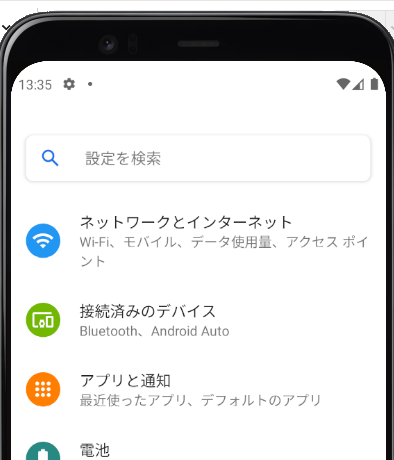 13:35
設定を検索
ネットワークとインターネット
Wi-Fi、モバイル、データ使用量、アクセス ポイ
ント
接続済みのデバイス
Bluetooth、Android Auto
アプリと通知
最近使ったアプリ、デフォルトのアプリ
電池